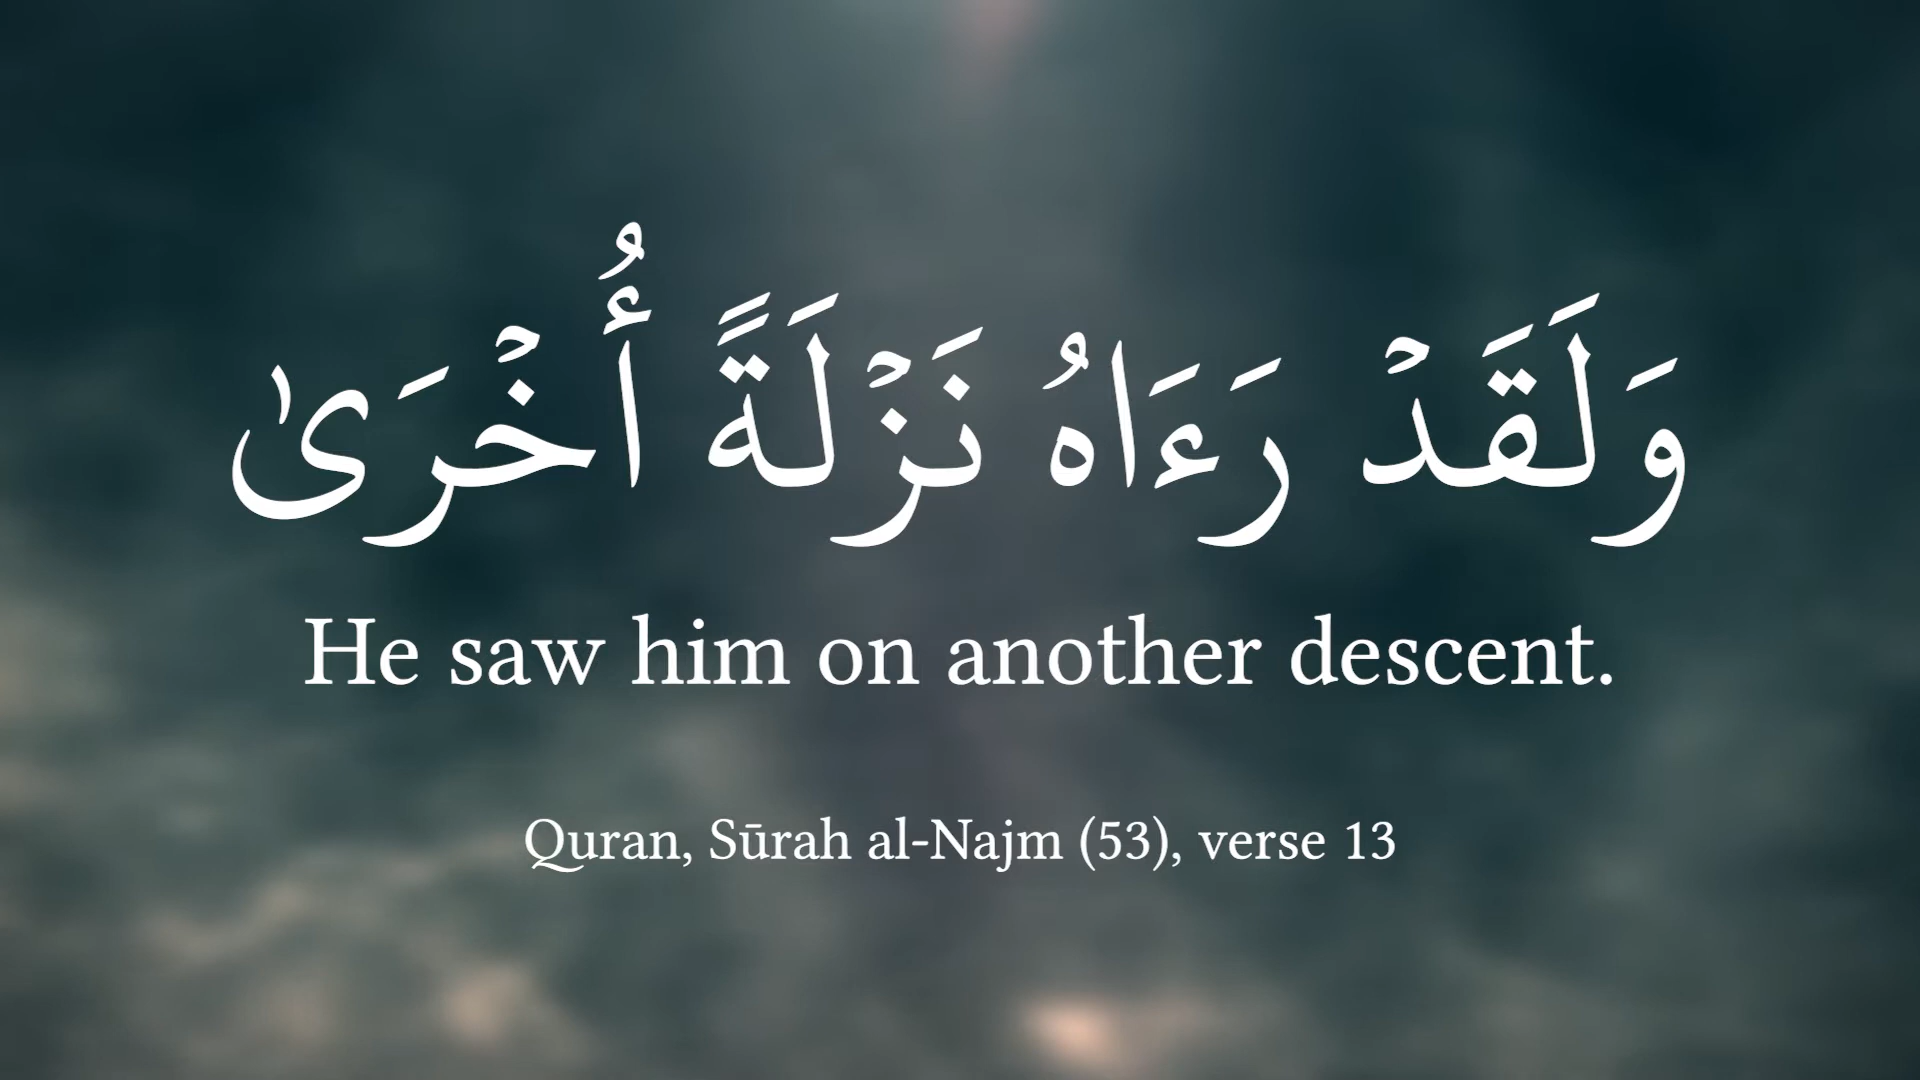 وَلَقَدۡ رَءَاهُ نَزۡلَةً أُخۡرَىٰ
He saw him on another descent.
Quran, Sūrah al-Najm (53), verse 13